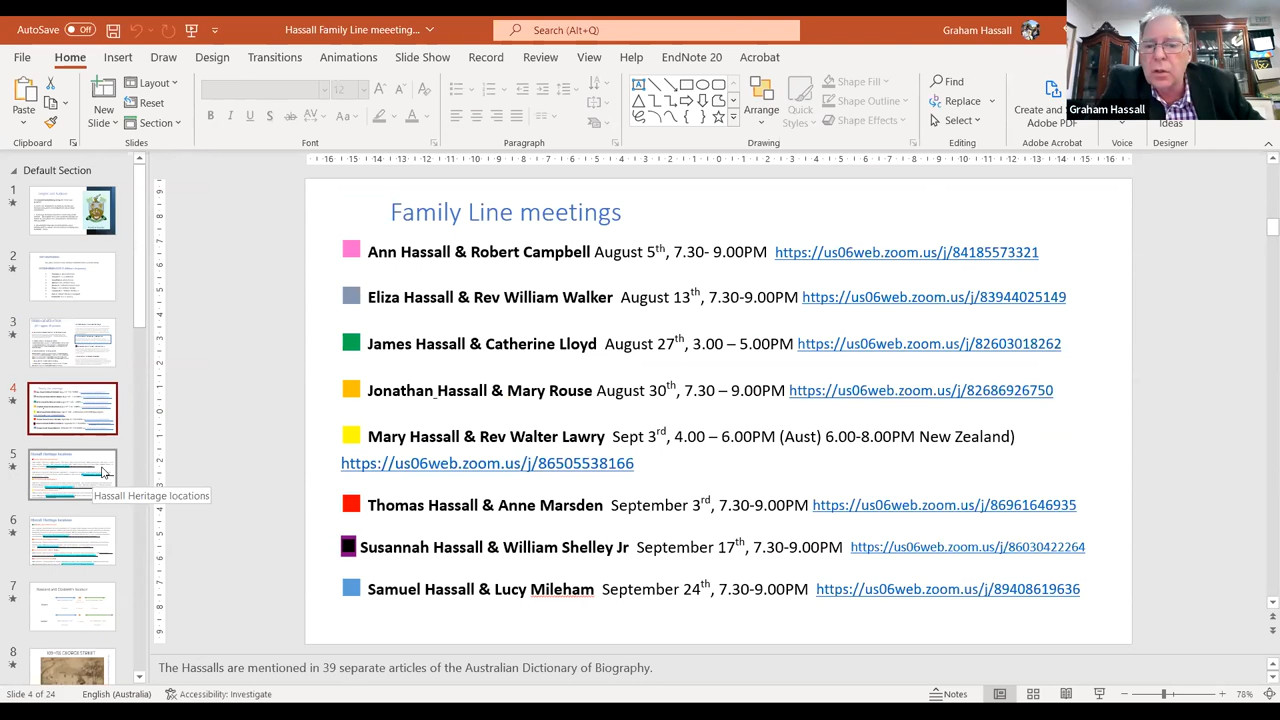 AutoSave Off
Hassall Family Line meeeting...
Search (Alt+Q)
Graham Hassall
File Home Insert Draw Design Transitions Animations Slide Show Record Review View Help EndNote 20 Acrobat
Paste
Clipboard
New Slide
Layout
Reset
Section
Slides
12
Font
Paragraph
Arrange
Quick Styles
Shape Fill
Shape Outline
Shape Effects
Drawing
Find
Replace
Select
Editing
Create and
Adobe PDF
Adobe Acrobat
Voice
Ideas
Designer
Graham Hassall
Default Section
1
2
3
4
5
Hassall Heritage locations
6
7
8
Family Line meetings
Ann Hassall & Robert Campbell August 5th, 7.30- 9.00PM https://us06web.zoom.us/j/84185573321
Eliza Hassall & Rev William Walker August 13th, 7.30-9.00PM https://us06web.zoom.us/j/83944025149
James Hassall & Catherine Lloyd August 27th, 3.00 – 5.00PM https://us06web.zoom.us/j/82603018262
Jonathan Hassall & Mary Rouse August 30th, 7.30 – 9.00PM https://us06web.zoom.us/j/82686926750
Mary Hassall & Rev Walter Lawry Sept 3rd, 4.00 – 6.00PM (Aust) 6.00-8.00PM New Zealand)
https://us06web.zoom.us/j/86505538166
Thomas Hassall & Anne Marsden September 3rd, 7.30-9.00PM https://us06web.zoom.us/j/86961646935
Susannah Hassall & William Shelley Jr September 17th 7.30-9.00PM https://us06web.zoom.us/j/86030422264
Samuel Hassall & Lucy Mileham September 24th, 7.30-9.00PM https://us06web.zoom.us/j/89408619636
The Hassalls are mentioned in 39 separate articles of the Australian Dictionary of Biography.
Slide 4 of 24 English (Australia) Accessibility: Investigate Notes 78%